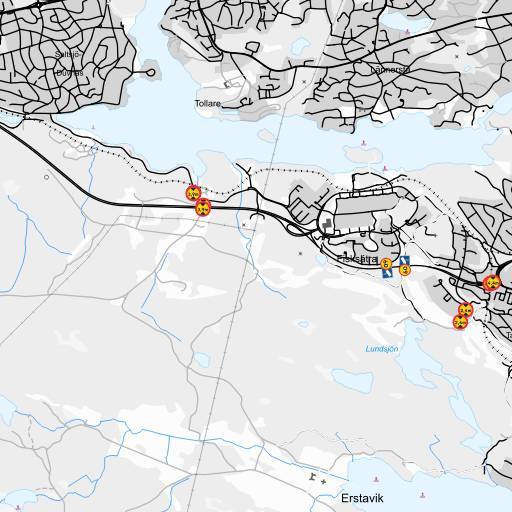 Saltsjö-
Duvnäs
Lännersta
Tollare
Fisksätra
Lundsjön
Erstavik